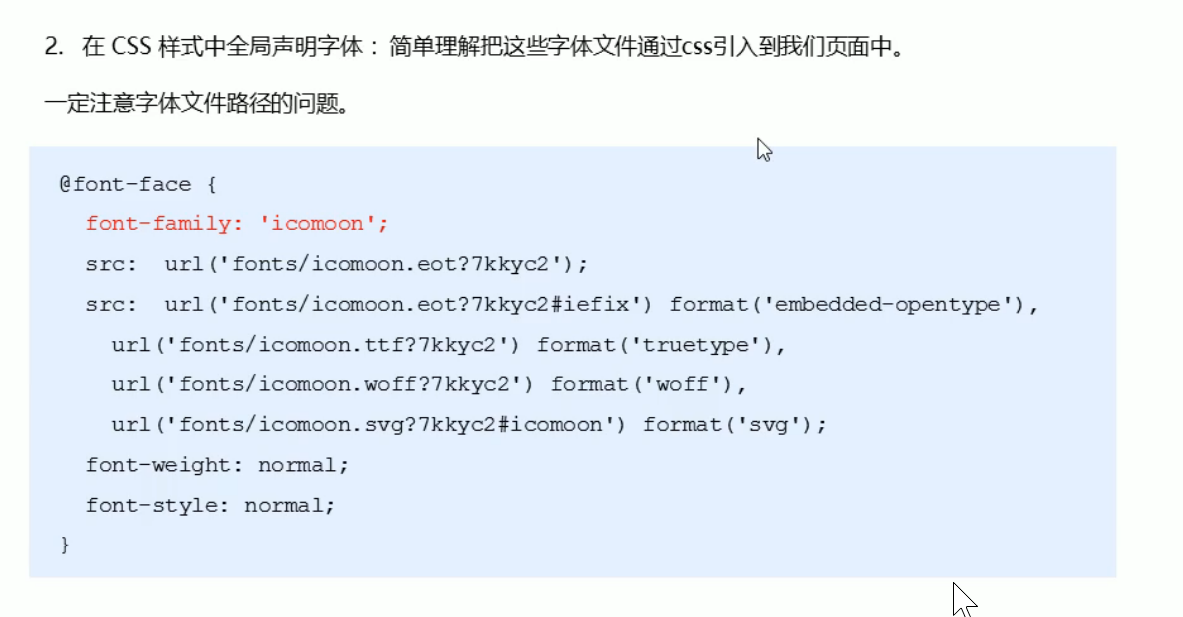 2. 在 CSS 样式中全局声明字体： 简单理解把这些字体文件通过css引入到我们页面中。
一定注意字体文件路径的问题。
@font-face {
  font-family: 'icomoon';
  src:  url('fonts/icomoon.eot?7kkyc2');
  src:  url('fonts/icomoon.eot?7kkyc2#iefix') format('embedded-opentype'),
    url('fonts/icomoon.ttf?7kkyc2') format('truetype'),
    url('fonts/icomoon.woff?7kkyc2') format('woff'),
    url('fonts/icomoon.svg?7kkyc2#icomoon') format('svg');
  font-weight: normal;
  font-style: normal;
}